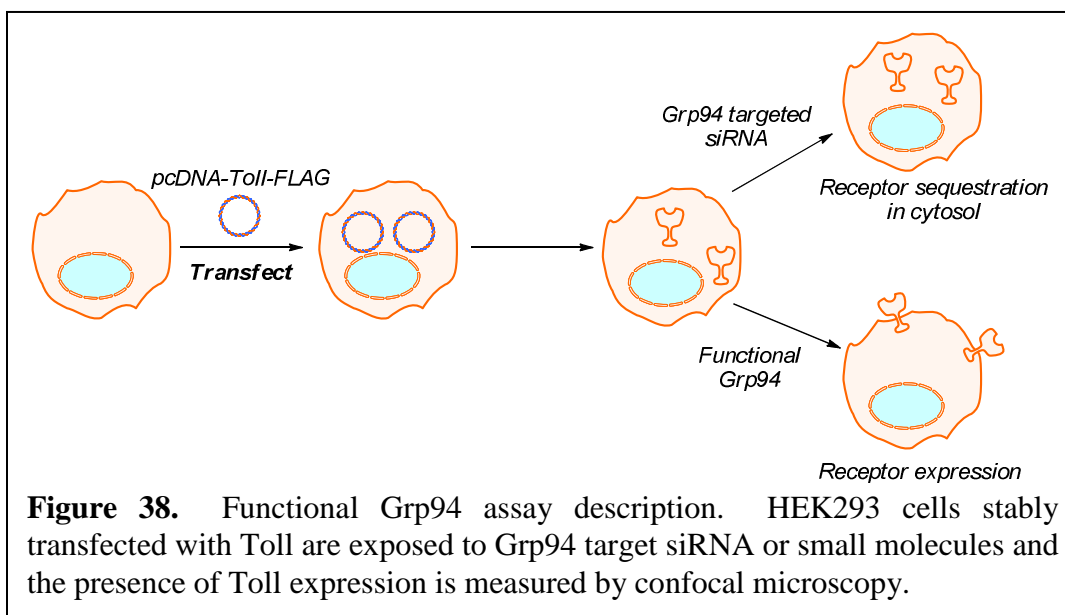 pcDNA-Toll-FLAG
Transfect
Grp94 targeted
siRNA
Receptor sequestration
in cytosol
Functional
Grp94
Receptor expression
Figure 38. Functional Grp94 assay description. HEK293 cells stably
transfected with Toll are exposed to Grp94 target siRNA or small molecules and
the presence of Toll expression is measured by confocal microscopy.